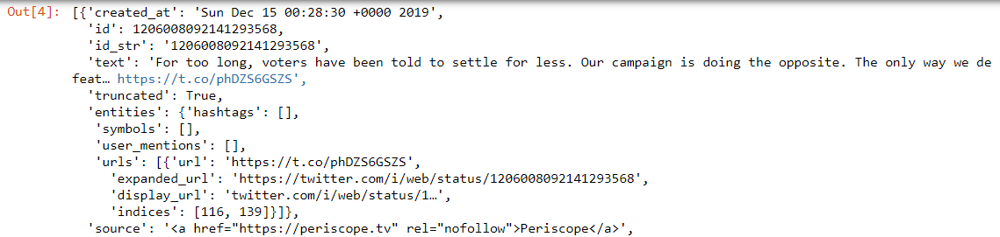 Out[4]: [{'created_at': 'Sun Dec 15 00:28:30 +0000 2019',
'id': 1206008092141293568,
'id_str': '1206008092141293568',
'text': 'For too long, voters have been told to settle for less. Our campaign is doing the opposite. The only way we de
feat… https://t.co/phDZS6GSZS',
'truncated': True,
'entities': {'hashtags': [],
'symbols': [],
'user_mentions': [],
'urls': [{'url': 'https://t.co/phDZS6GSZS',
'expanded_url': 'https://twitter.com/i/web/status/1206008092141293568',
'display_url': 'twitter.com/i/web/status/1…',
'indices': [116, 139]}]},
'source': '<a href="https://periscope.tv" rel="nofollow">Periscope</a>',